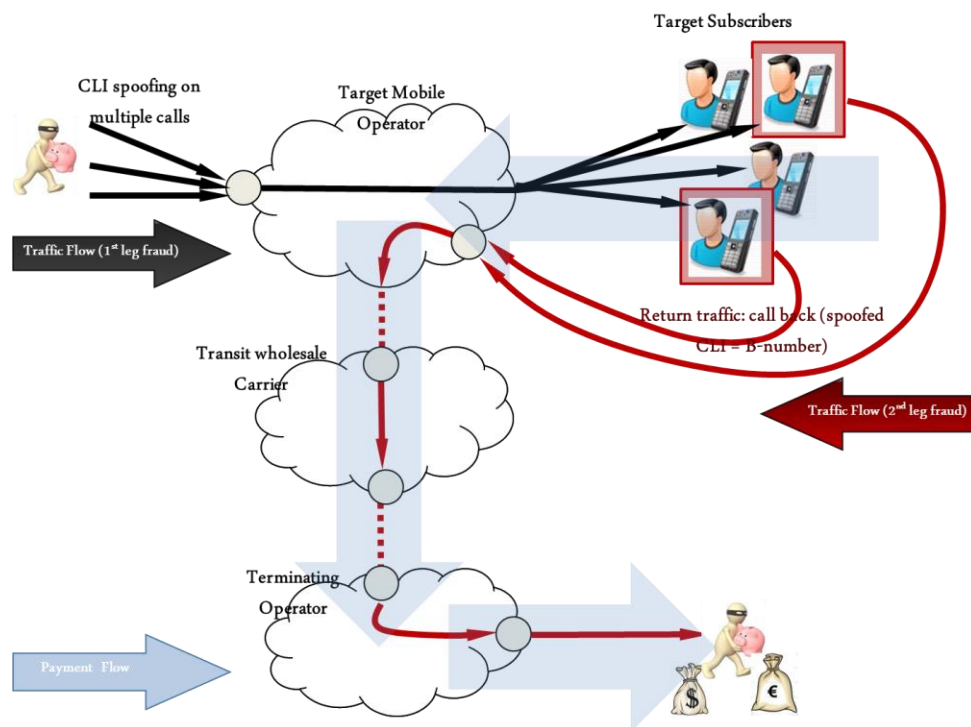 Target Subscribers
CLI spoofing on
multiple calls
Target Mobile
Operator
Traffic Flow (1st leg fraud)
Return traffic: call back (spoofed
CLI = B-number)
Transit wholesale
Carrier
Traffic Flow (2nd leg fraud)
Terminating
Operator
Payment Flow
$
€